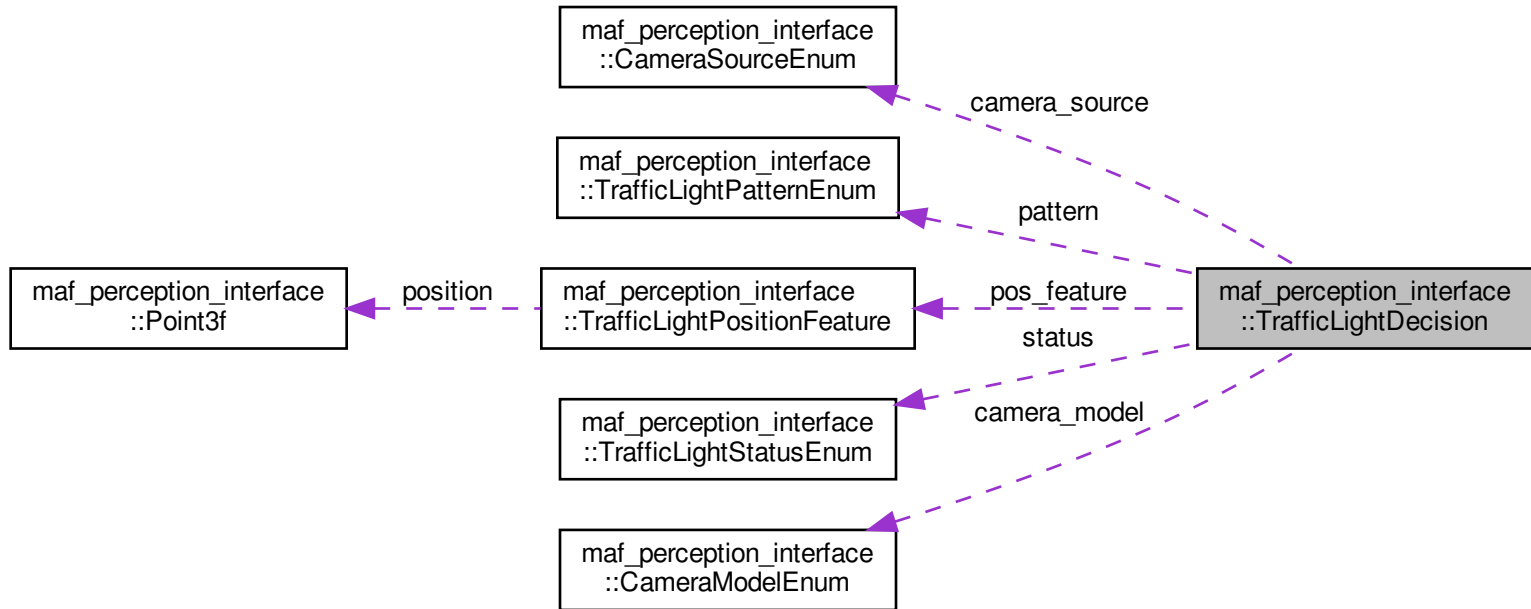 maf_perception_interface
::CameraSourceEnum
camera_source
maf_perception_interface
::TrafficLightPatternEnum
pattern
maf_perception_interface
::Point3f
position
maf_perception_interface
::TrafficLightPositionFeature
pos_feature
maf_perception_interface
::TrafficLightDecision
status
maf_perception_interface
::TrafficLightStatusEnum
camera_model
maf_perception_interface
::CameraModelEnum